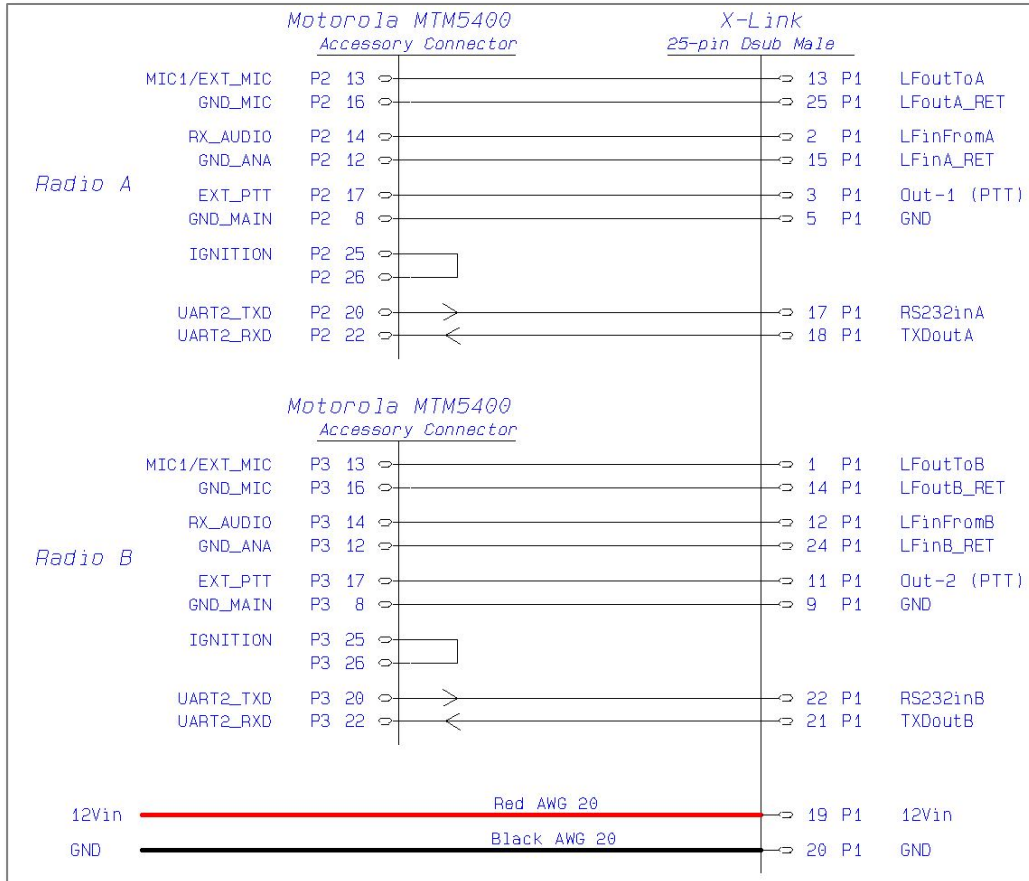 Motorola MTM5400 X-Link
Accessory Connector 25-pin Dsub Male
MIC1/EXT_MIC P2 13 13 P1 LFoutToA
GND_MIC P2 16 25 P1 LFoutA_RET
RX_AUDIO P2 14 2 P1 LFinFromA
GND_ANA P2 12 15 P1 LFinA_RET
Radio A
EXT_PTT P2 17 3 P1 Out-1 (PTT)
GND_MAIN P2 8 5 P1 GND
IGNITION P2 25
P2 26
UART2_TXD P2 20 17 P1 RS232inA
UART2_RXD P2 22 18 P1 TXDoutA
Motorola MTM5400
Accessory Connector
MIC1/EXT_MIC P3 13 1 P1 LFoutToB
GND_MIC P3 16 14 P1 LFoutB_RET
RX_AUDIO P3 14 12 P1 LFinFromB
GND_ANA P3 12 24 P1 LFinB_RET
Radio B
EXT_PTT P3 17 11 P1 Out-2 (PTT)
GND_MAIN P3 8 9 P1 GND
IGNITION P3 25
P3 26
UART2_TXD P3 20 22 P1 RS232inB
UART2_RXD P3 22 21 P1 TXDoutB
12Vin Red AWG 20 19 P1 12Vin
GND Black AWG 20 20 P1 GND